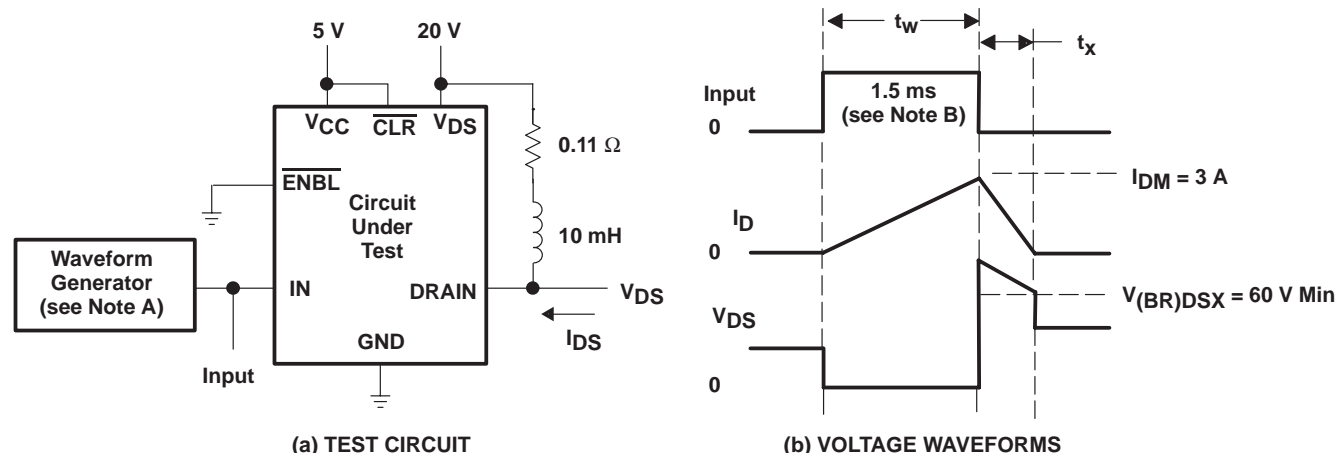 5 V
20 V
VCC
CLR
VDS
0.11 Ω
ENBL
Circuit
Under
Test
10 mH
Waveform
Generator
(see Note A)
IN
DRAIN
VDS
IDS
GND
Input
(a) TEST CIRCUIT
tw
tx
Input
0
1.5 ms
(see Note B)
IDM = 3 A
ID
0
V(BR)DSX = 60 V Min
VDS
0
(b) VOLTAGE WAVEFORMS